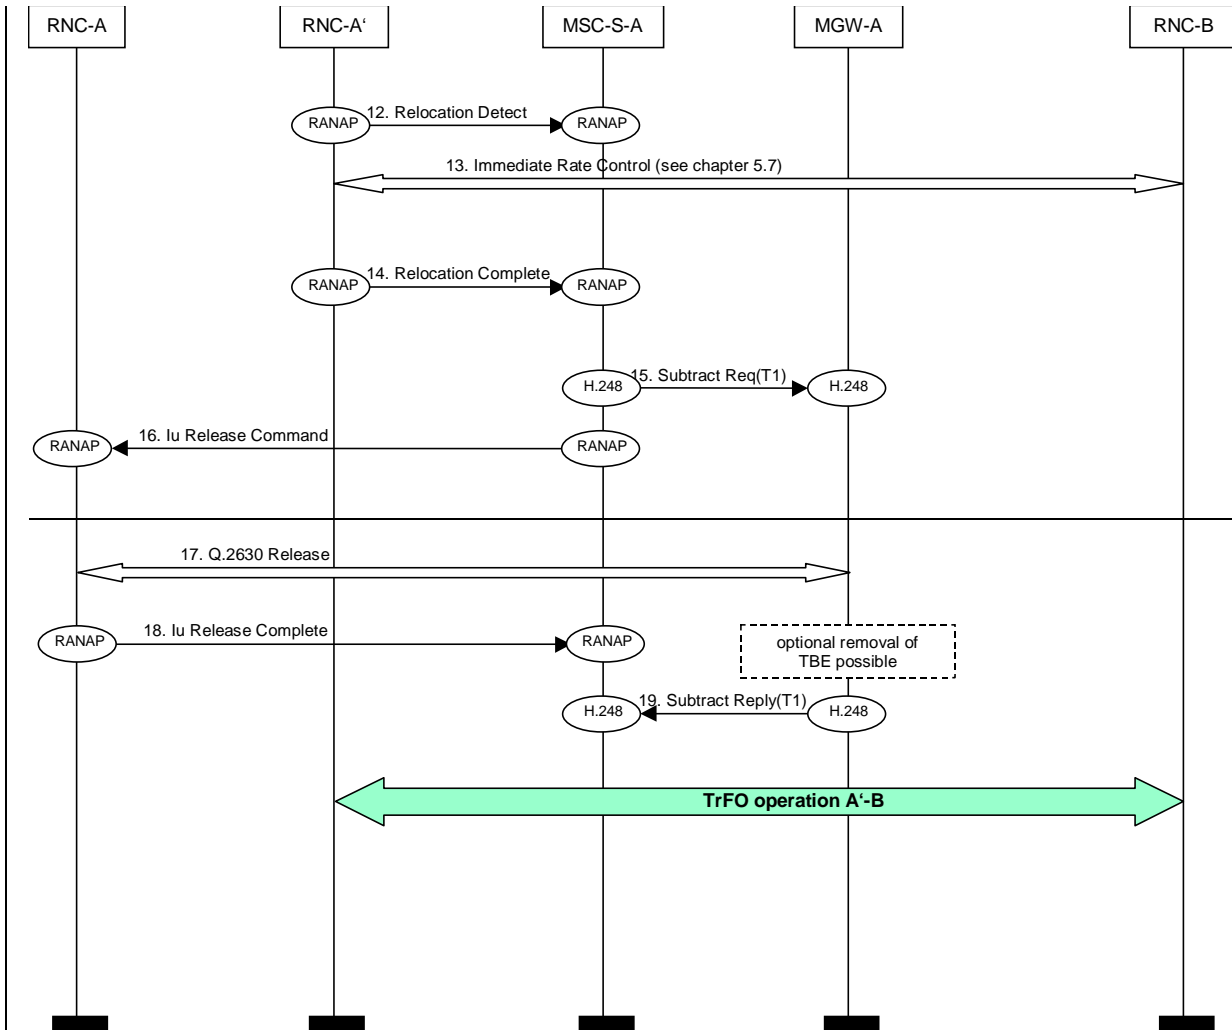 RNC-A
RNC-A‘
MSC-S-A
MGW-A
RNC-B
RANAP
12. Relocation Detect
RANAP
13. Immediate Rate Control (see chapter 5.7)
RANAP
14. Relocation Complete
RANAP
H.248
15. Subtract Req(T1)
H.248
RANAP
16. Iu Release Command
RANAP
17. Q.2630 Release
RANAP
18. Iu Release Complete
RANAP
optional removal of
TBE possible
H.248
19. Subtract Reply(T1)
H.248
TrFO operation A‘-B